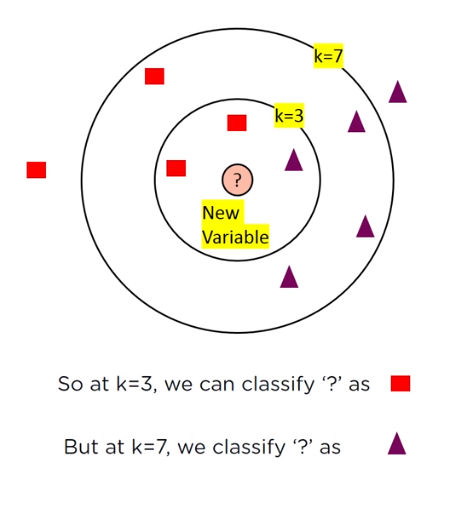 k=7
k=3
?
New
Variable
So at k=3, we can classify ‘?’ as
But at k=7, we classify ‘?’ as